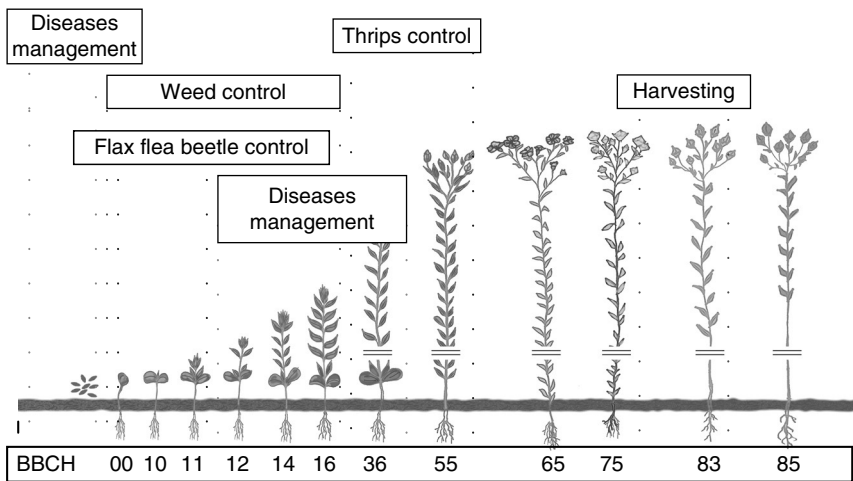 Diseases
management
Thrips control
Weed control
Harvesting
Flax flea beetle control
Diseases
management
BBCH 00 10 11 12 14 16 36 55 65 75 83 85